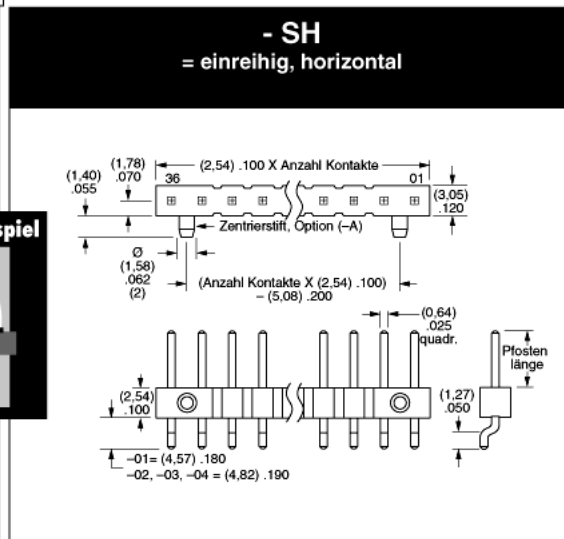 - SH
= einreihig, horizontal
(2,54) .100 X Anzahl Kontakte
(1,78)
.070
36
01
(1,40)
.055
(3,05)
.120
spiel
Zentrierstift, Option (–A)
Ø
(1,58)
.062
(2)
(Anzahl Kontakte X (2,54) .100)
– (5,08) .200
(0,64)
.025
quadr.
Pfosten
länge
(2,54)
.100
(1,27)
.050
–01= (4,57) .180
–02, –03, –04 = (4,82) .190